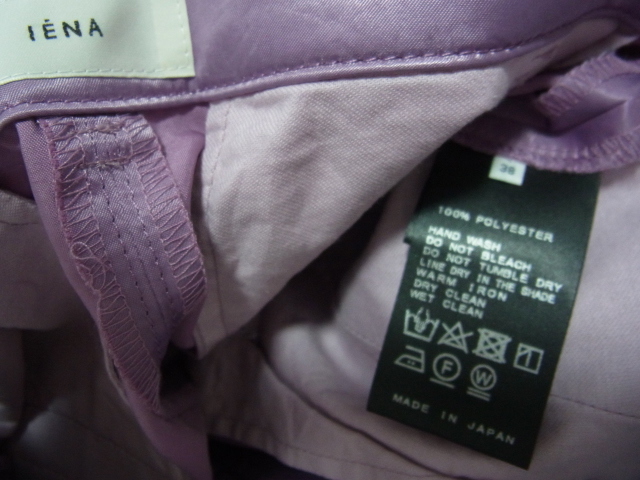 IÉNA
38
100% POLYESTER
HAND WASH
DO NOT BLEACH
DO NOT TUMBLE DRY
LINE DRY IN THE SHADE
WARM IRON
DRY CLEAN
WET CLEAN
F
W
MADE IN JAPAN